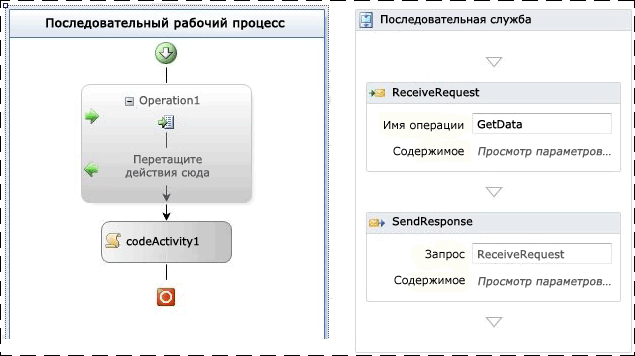 Последовательный рабочий процесс
Operation1
Перетащите
действия сюда
codeActivity1
Последовательная служба
ReceiveRequest
Имя операции GetData
Содержимое Просмотр параметров...
SendResponse
Запрос ReceiveRequest
Содержимое Просмотр параметров...